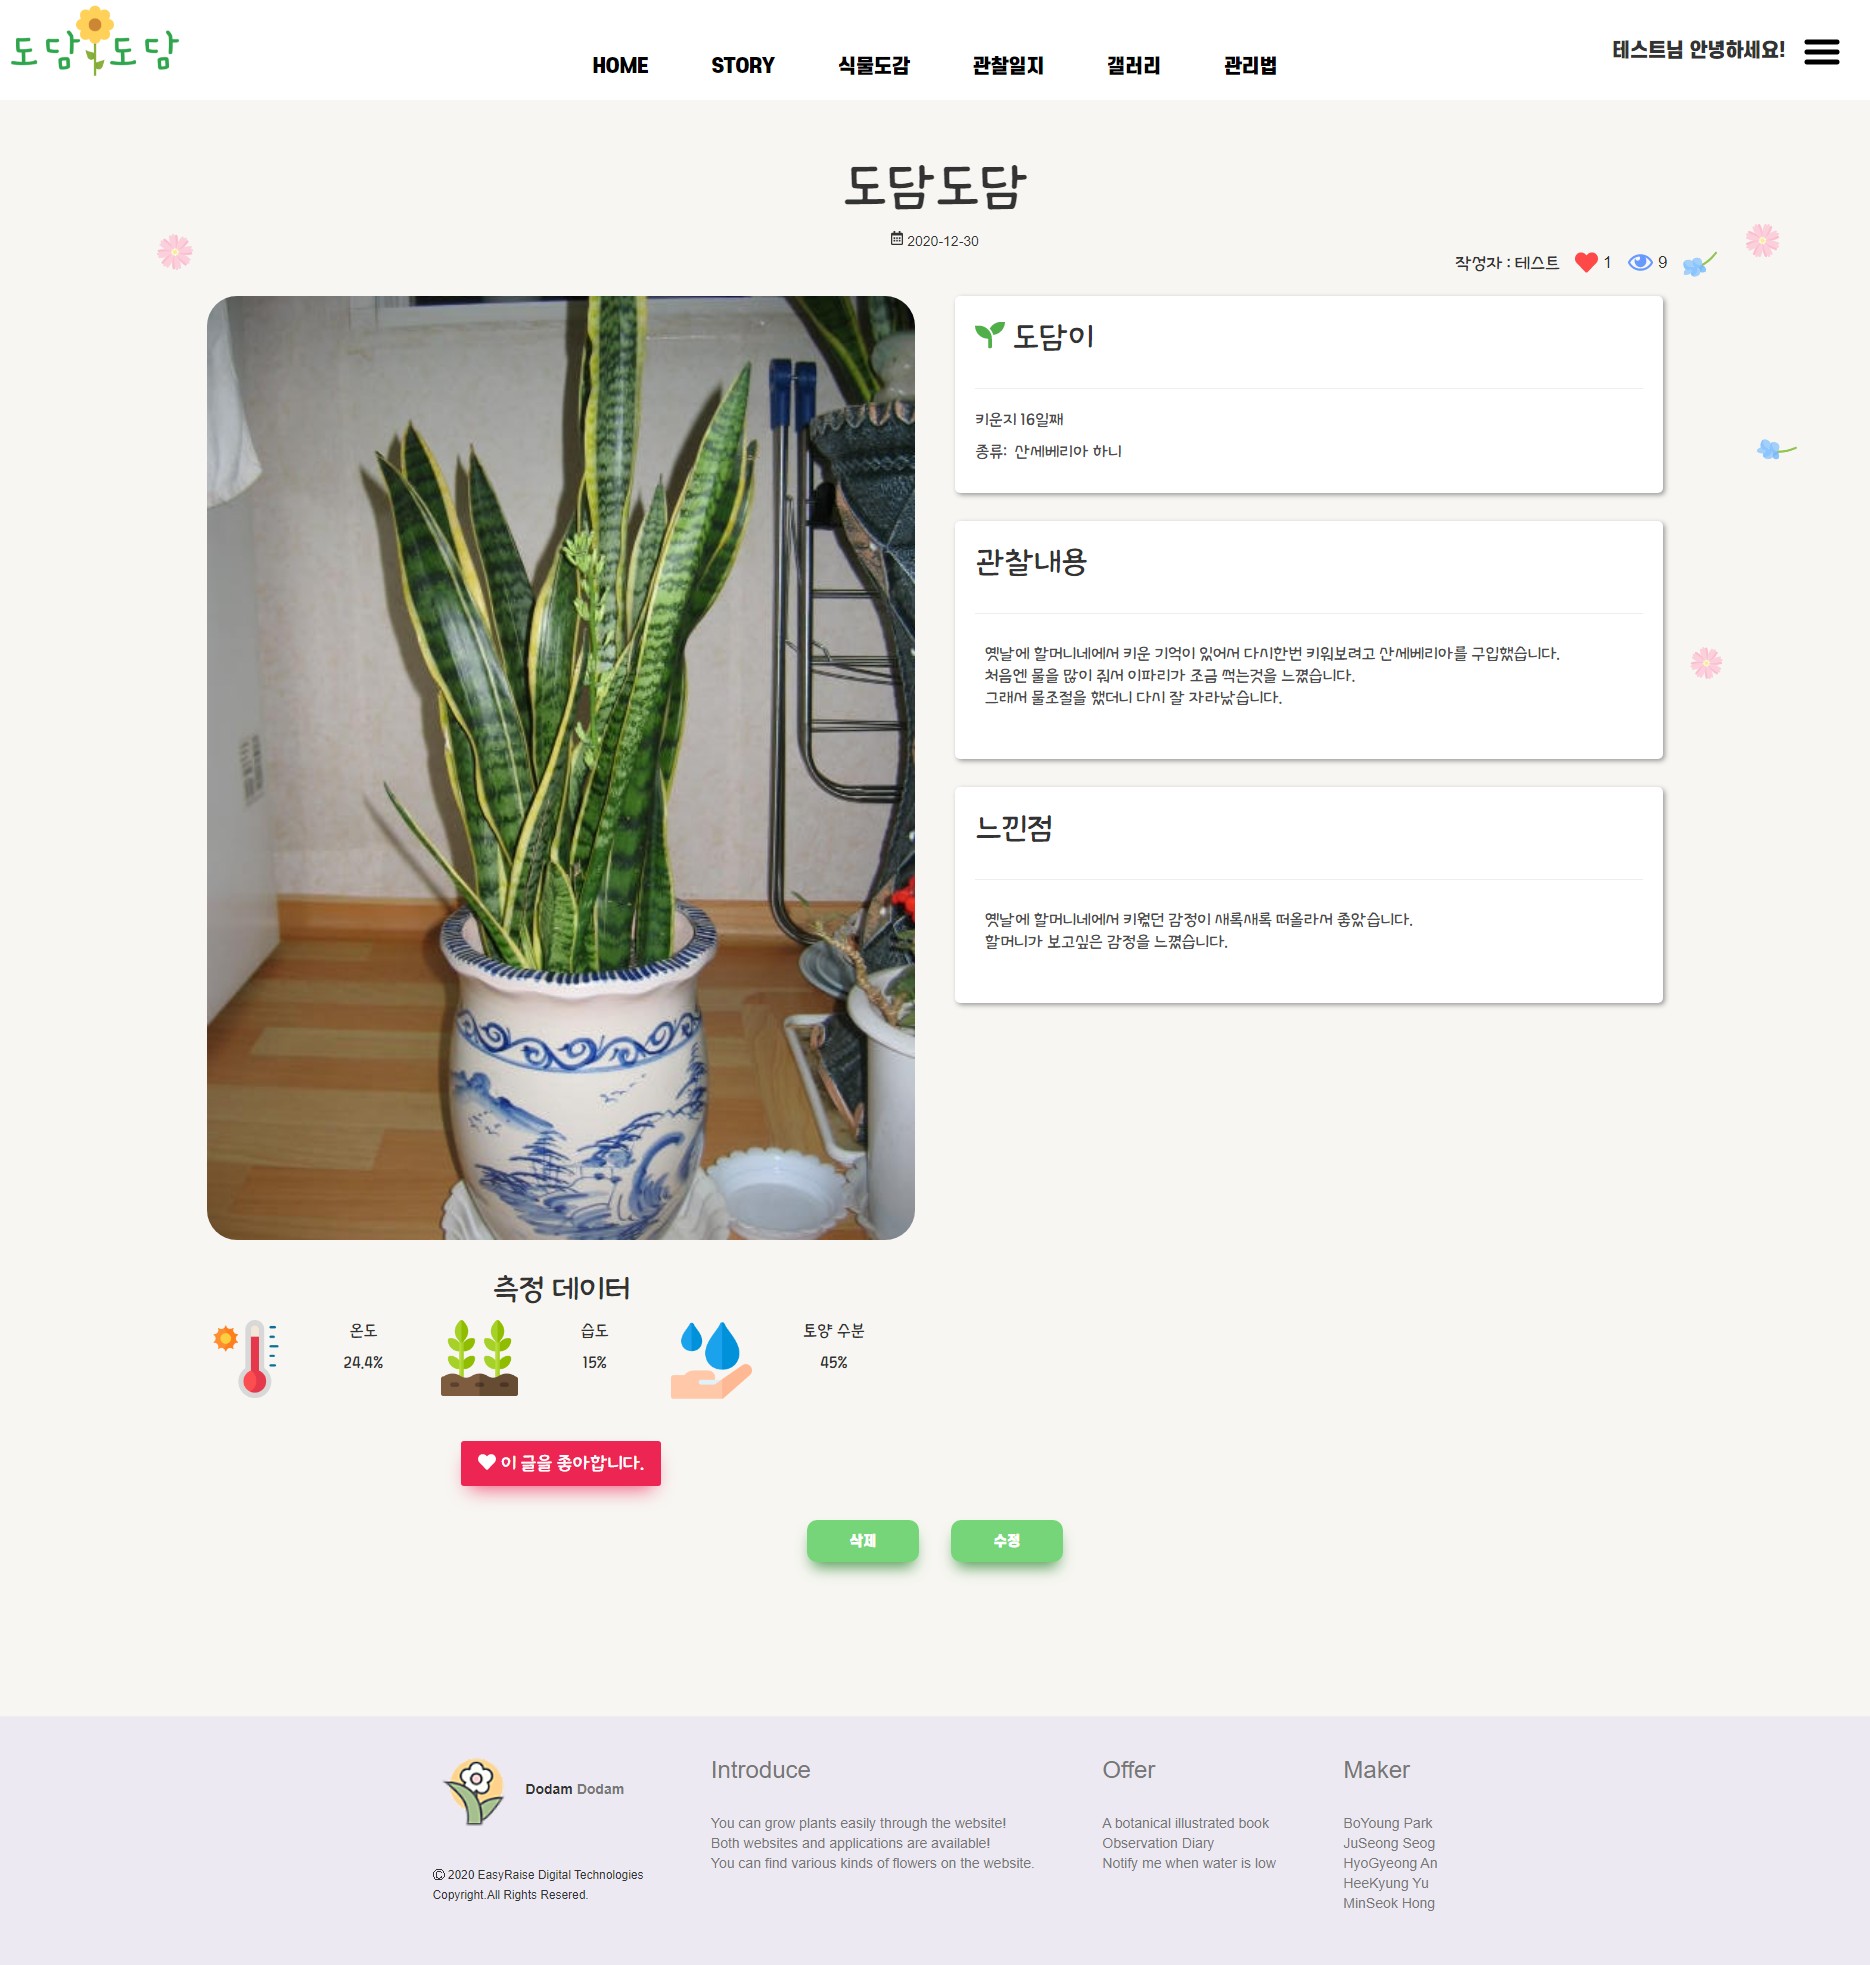 도담 도담
HOME STORY 식물도감 관찰일지 갤러리 관리법
테스트님 안녕하세요!
도담도담
2020-12-30
작성자 : 테스트 1 9
도담이
키운지 16일째
종류: 산세베리아 하니
관찰내용
옛날에 할머니네에서 키운 기억이 있어서 다시한번 키워보려고 산세베리아를 구입했습니다.
처음엔 물을 많이 줘서 이파리가 조금 썩는것을 느꼈습니다.
그래서 물조절을 했더니 다시 잘 자라났습니다.
느낀점
옛날에 할머니네에서 키웠던 감정이 새록새록 떠올라서 좋았습니다.
할머니가 보고싶은 감정을 느꼈습니다.
측정 데이터
온도 습도 토양 수분
24.4% 15% 45%
이 글을 좋아합니다.
삭제 수정
Dodam Dodam
© 2020 EasyRaise Digital Technologies
Copyright.All Rights Resered.
Introduce
You can grow plants easily through the website!
Both websites and applications are available!
You can find various kinds of flowers on the website.
Offer
A botanical illustrated book
Observation Diary
Notify me when water is low
Maker
BoYoung Park
JuSeong Seog
HyoGyeong An
HeeKyung Yu
MinSeok Hong